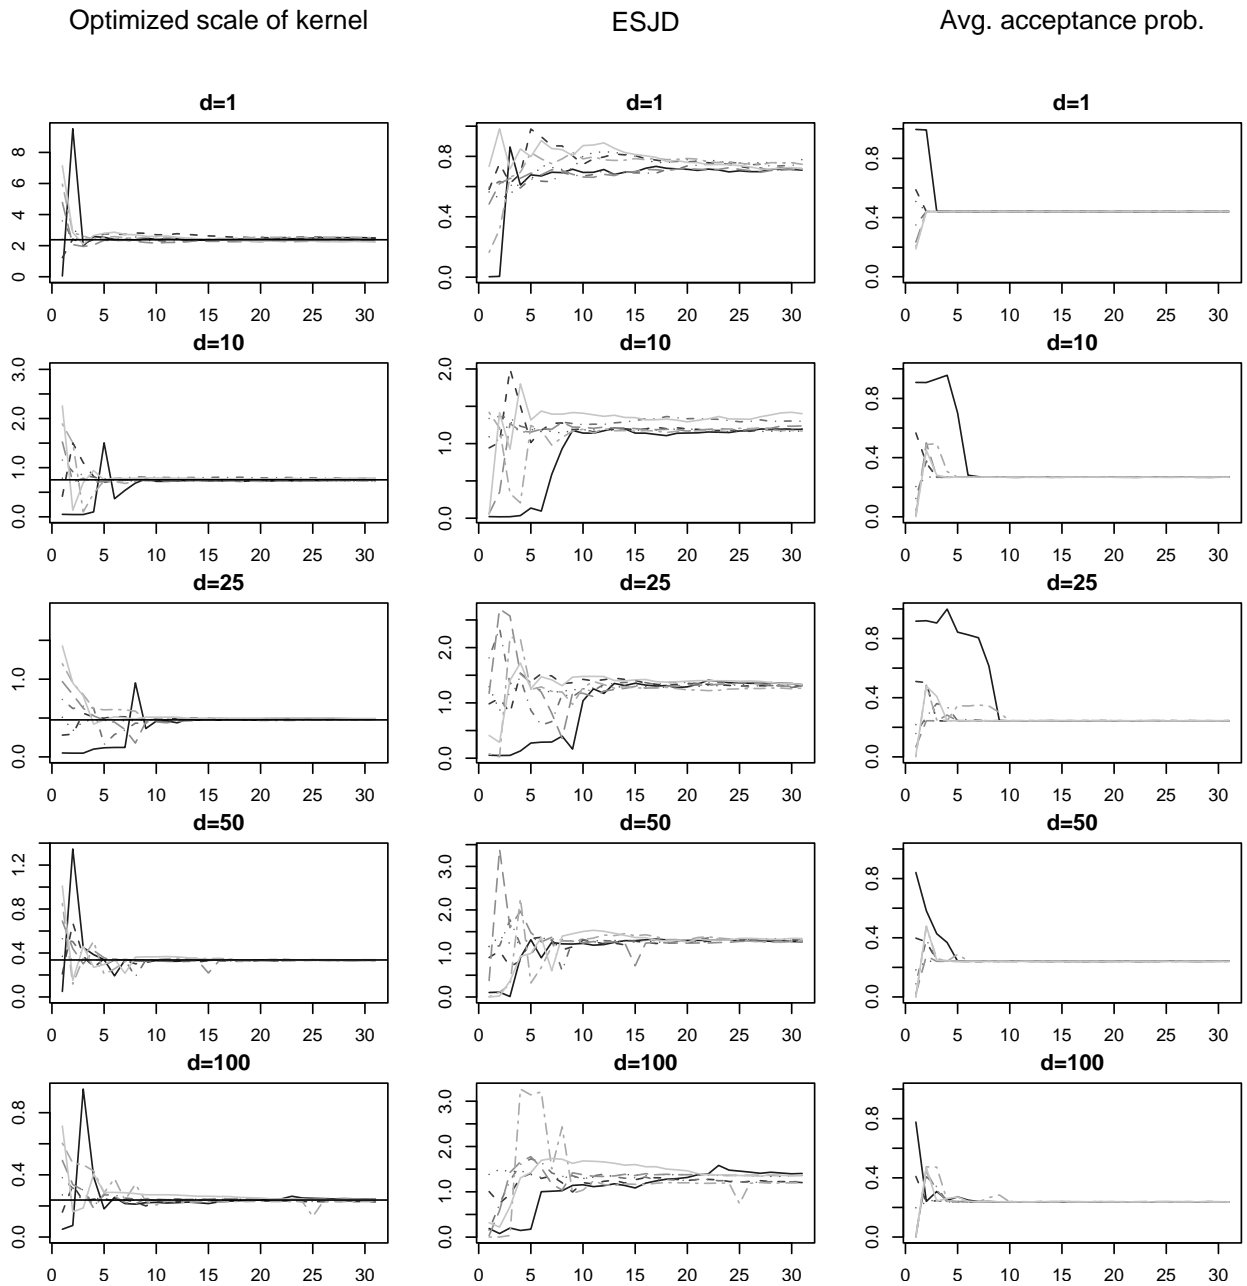 Optimized scale of kernel ESJD Avg. acceptance prob.
d=1 d=1 d=1
0 2 4 6 8 0.0 0.4 0.8 0.0 0.4 0.8
0 5 10 15 20 25 30 0 5 10 15 20 25 30 0 5 10 15 20 25 30
d=10 d=10 d=10
0.0 1.0 2.0 3.0 0.0 1.0 2.0 0.0 0.4 0.8
0 5 10 15 20 25 30 0 5 10 15 20 25 30 0 5 10 15 20 25 30
d=25 d=25 d=25
0.0 1.0 0.0 1.0 2.0 0.0 0.4 0.8
0 5 10 15 20 25 30 0 5 10 15 20 25 30 0 5 10 15 20 25 30
d=50 d=50 d=50
0.0 0.4 0.8 1.2 0.0 1.0 2.0 3.0 0.0 0.4 0.8
0 5 10 15 20 25 30 0 5 10 15 20 25 30 0 5 10 15 20 25 30
d=100 d=100 d=100
0.0 0.4 0.8 0.0 1.0 2.0 3.0 0.0 0.4 0.8
0 5 10 15 20 25 30 0 5 10 15 20 25 30 0 5 10 15 20 25 30